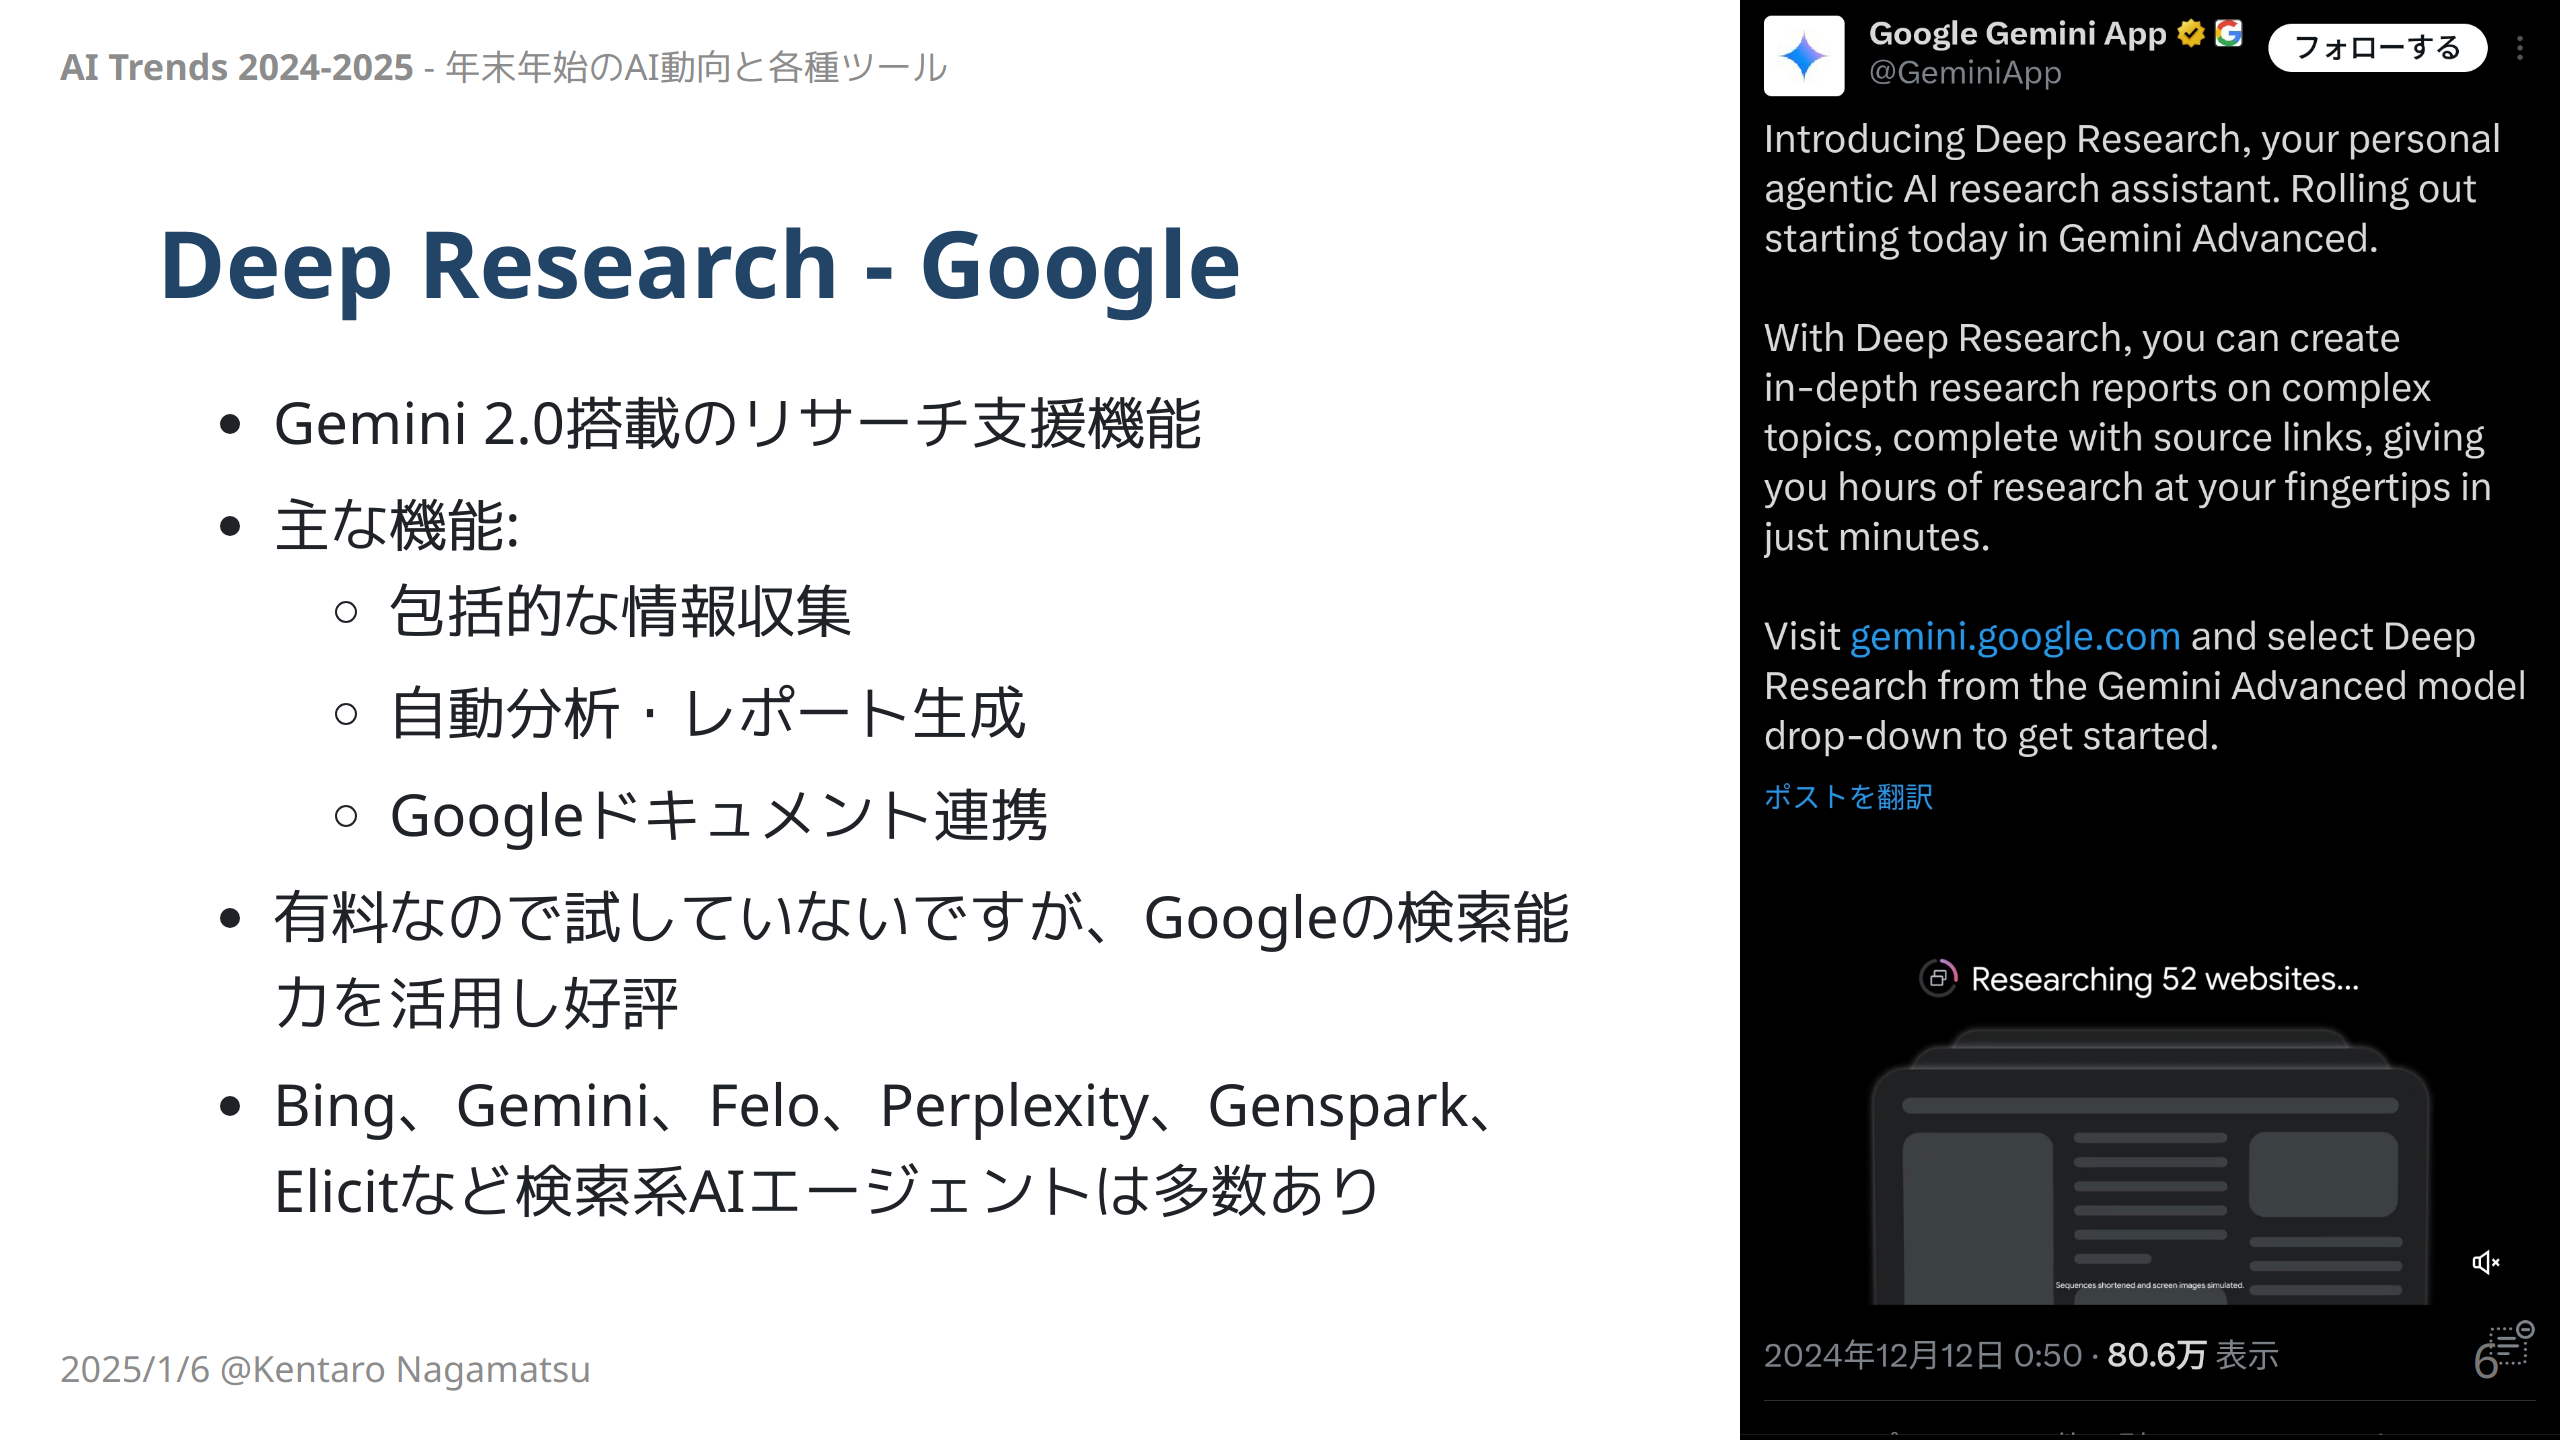 AI Trends 2024-2025 - 年末年始のAI動向と各種ツール
Deep Research - Google
Gemini 2.0搭載のリサーチ支援機能
主な機能:
包括的な情報収集
自動分析・レポート生成
Googleドキュメント連携
有料なので試していないですが、Googleの検索能
力を活用し好評
Bing、Gemini、Felo、Perplexity、Genspark、
Elicitなど検索系AIエージェントは多数あり
2025/1/6 @Kentaro Nagamatsu
Google Gemini App
@GeminiApp
フォローする
Introducing Deep Research, your personal
agentic AI research assistant. Rolling out
starting today in Gemini Advanced.
With Deep Research, you can create
in-depth research reports on complex
topics, complete with source links, giving
you hours of research at your fingertips in
just minutes.
Visit gemini.google.com and select Deep
Research from the Gemini Advanced model
drop-down to get started.
ポストを翻訳
Researching 52 websites...
Sequences shortened and screen images simulated.
2024年12月12日 0:50 · 80.6万 表示
6